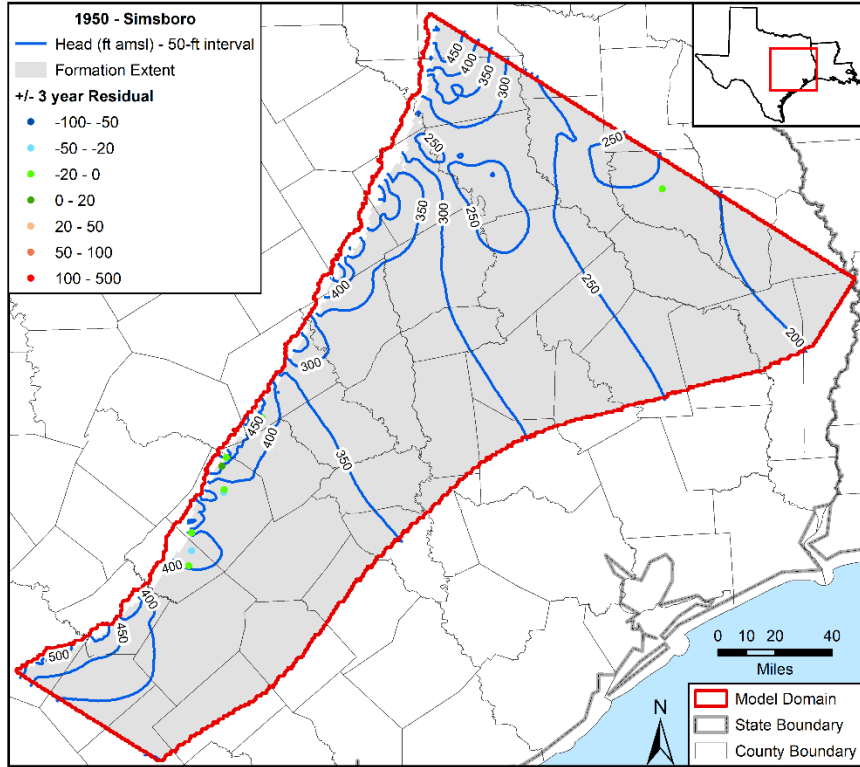 1950 - Simsboro
Head (ft amsl) - 50-ft interval
Formation Extent
+/- 3 year Residual
-100- -50
-50 - -20
-20 - 0
0 - 20
20 - 50
50 - 100
100 - 500
450
400
350
300
250
250
250
350
300
250
400
250
200
300
450
400
350
400
400
450
500
0 10 20 40
Miles
N
Model Domain
State Boundary
County Boundary